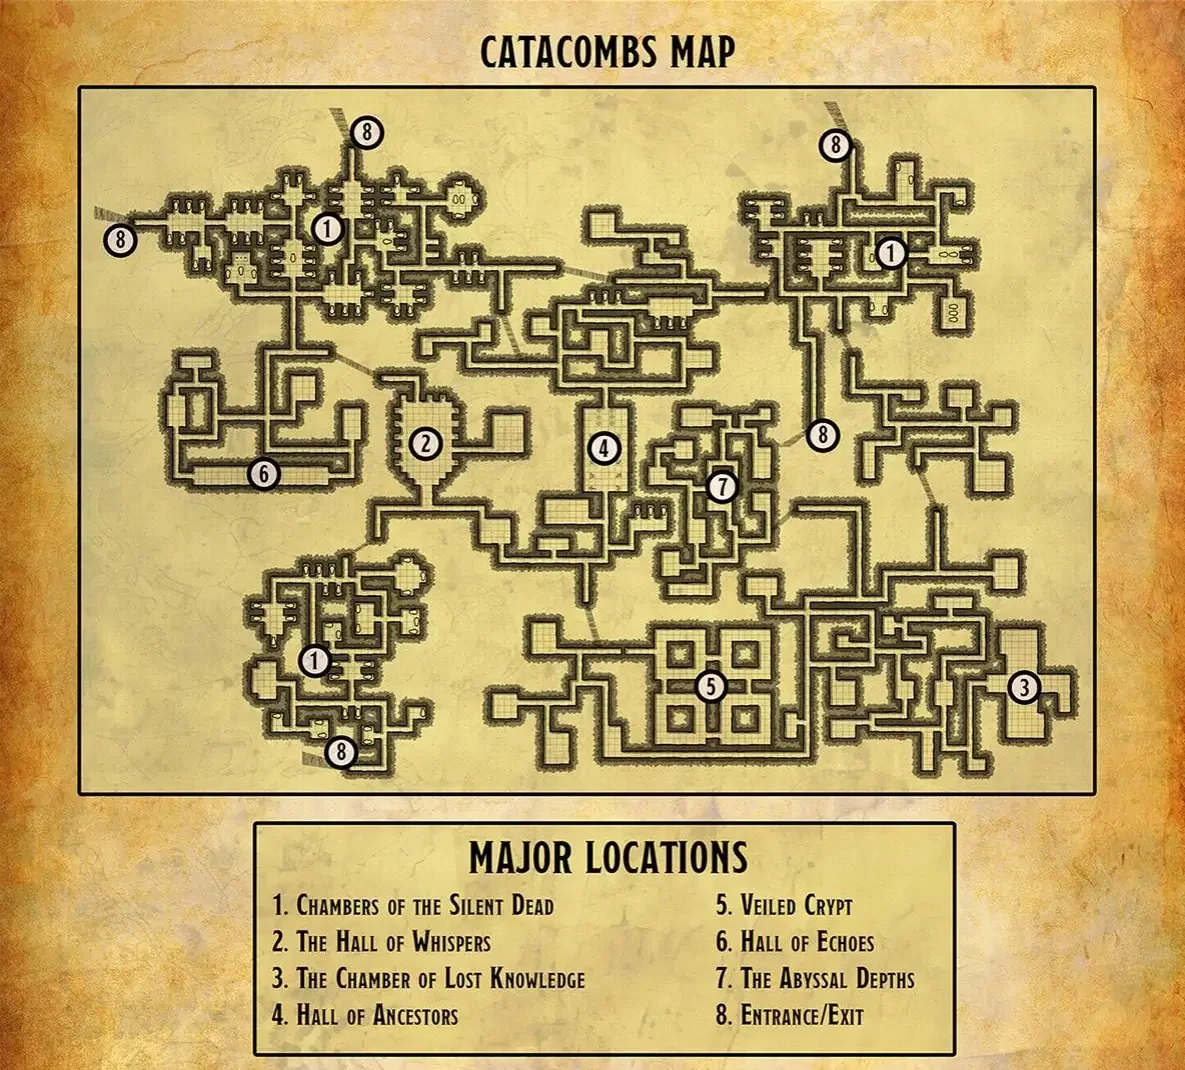 CATACOMBS MAP
8
8
8
1
1
2
4
8
6
7
1
5
3
8
MAJOR LOCATIONS
1. CHAMBERS OF THE SILENT DEAD
2. THE HALL OF WHISPERS
3. THE CHAMBER OF LOST KNOWLEDGE
4. HALL OF ANCESTORS
5. VEILED CRYPT
6. HALL OF ECHOES
7. THE ABYSSAL DEPTHS
8. ENTRANCE/EXIT